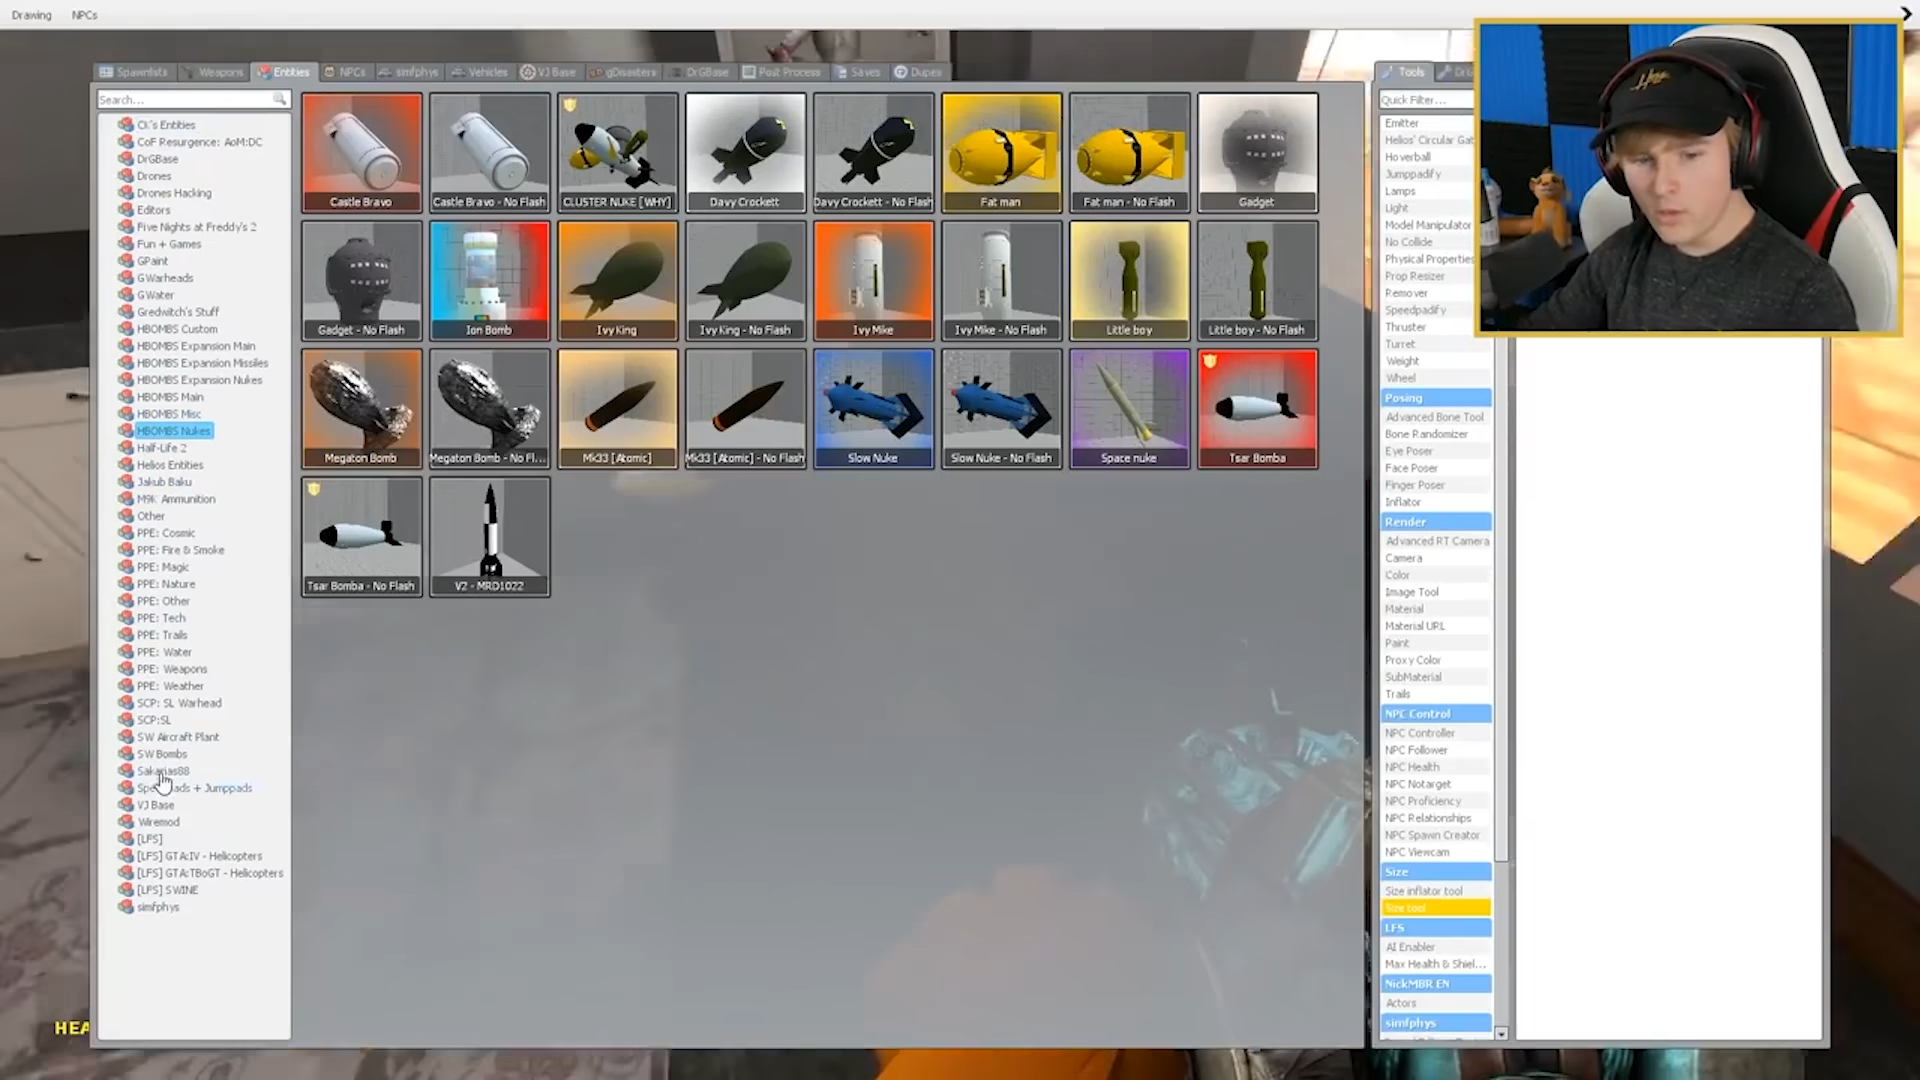 Drawing NPCs
Spawnlists Weapons Entities NPCs simfphys Vehicles VJ Base gDisasters DrGBase Post Process Saves Dupes
Tools
Search...
Quick Filter...
CoF Resurgence: AoM:DC
DrGBase
Drones
Drones Hacking
Editors
Five Nights at Freddy's 2
Fun + Games
GPaint
GWarheads
GWater
Gredwitch's Stuff
HBOMBS Custom
HBOMBS Expansion Main
HBOMBS Expansion Missiles
HBOMBS Expansion Nukes
HBOMBS Main
HBOMBS Misc
HBOMBS Nukes
Half-Life 2
Helios Entities
Jakub Baku
M9K Ammunition
Other
PPE: Cosmic
PPE: Fire & Smoke
PPE: Magic
PPE: Nature
PPE: Other
PPE: Tech
PPE: Trails
PPE: Water
PPE: Weapons
PPE: Weather
SCP: SL Warhead
SCP:SL
SW Aircraft Plant
SW Bombs
Sakarias88
+ Jumppads
VJ Base
Wiremod
[LFS]
[LFS] GTA:IV - Helicopters
[LFS] GTA:TBoGT - Helicopters
[LFS] SWINE
simfphys
Castle Bravo
Castle Bravo - No Flash
CLUSTER NUKE [WHY]
Davy Crockett
Davy Crockett - No Flash
Fat man
Fat man - No Flash
Gadget
Gadget - No Flash
Ion Bomb
Ivy King
Ivy King - No Flash
Ivy Mike
Ivy Mike - No Flash
Little boy
Little boy - No Flash
Megaton Bomb
Megaton Bomb - No Fl...
Mk33 [Atomic]
Mk33 [Atomic] - No Flash
Slow Nuke
Slow Nuke - No Flash
Space nuke
Tsar Bomba
Tsar Bomba - No Flash
V2 - MRD1022
Emitter
Helios' Circular Gat
Hoverball
Jumppadify
Lamps
Light
Model Manipulator
No Collide
Physical Properties
Prop Resizer
Remover
Speedpadify
Thruster
Turret
Weight
Wheel
Posing
Advanced Bone Tool
Bone Randomizer
Eye Poser
Face Poser
Finger Poser
Inflator
Render
Advanced RT Camera
Camera
Color
Image Tool
Material
Material URL
Paint
Proxy Color
SubMaterial
Trails
NPC Control
NPC Controller
NPC Follower
NPC Health
NPC Notarget
NPC Proficiency
NPC Relationships
NPC Spawn Creator
NPC Viewcam
Size
Size inflator tool
Size tool
LFS
AI Enabler
Max Health & Shiel...
NickMBR EN
Actors
simfphys
HEA